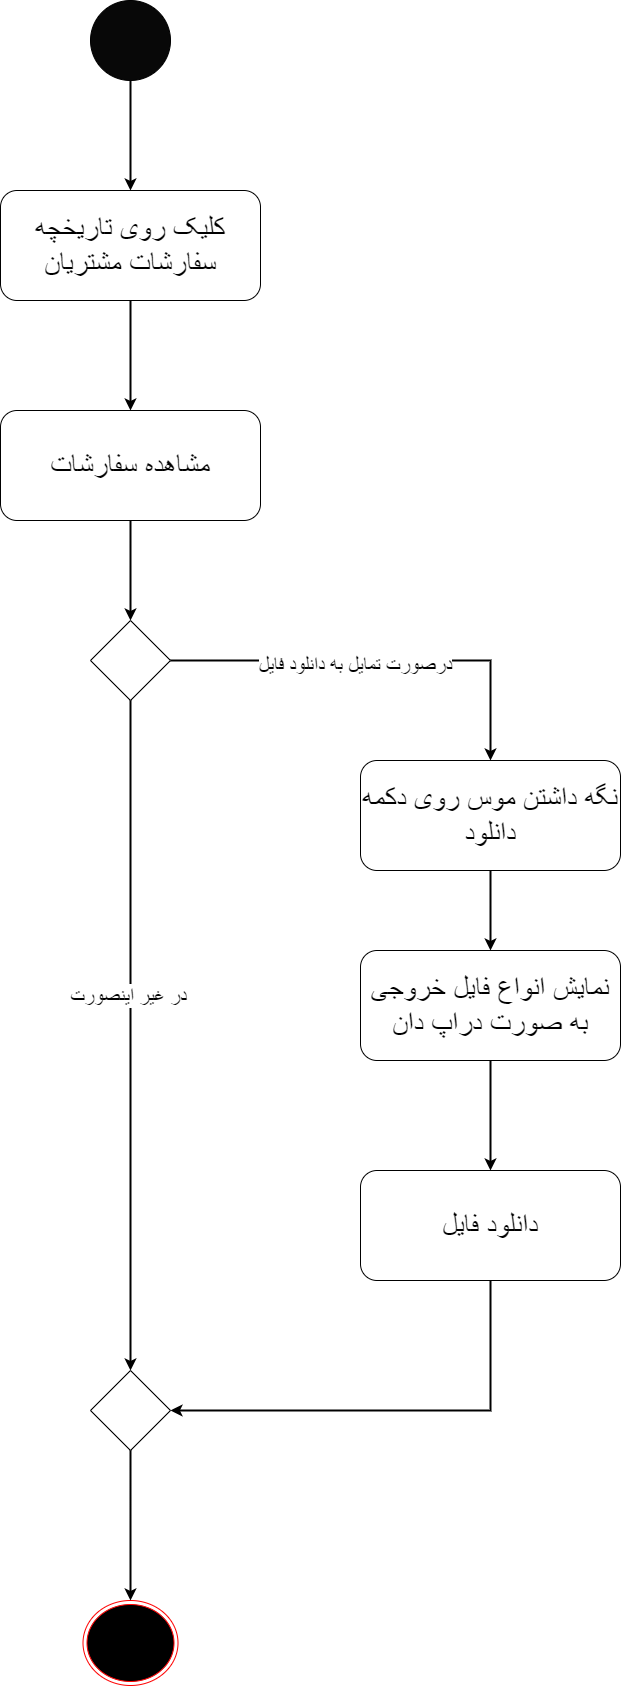 کلیک روی تاریخچه
سفارشات مشتریان
مشاهده سفارشات
درصورت تمایل به دانلود فایل
نگه داشتن موس روی دکمه
دانلود
نمایش انواع فایل خروجی
به صورت دراپ دان
در غیر اینصورت
دانلود فایل